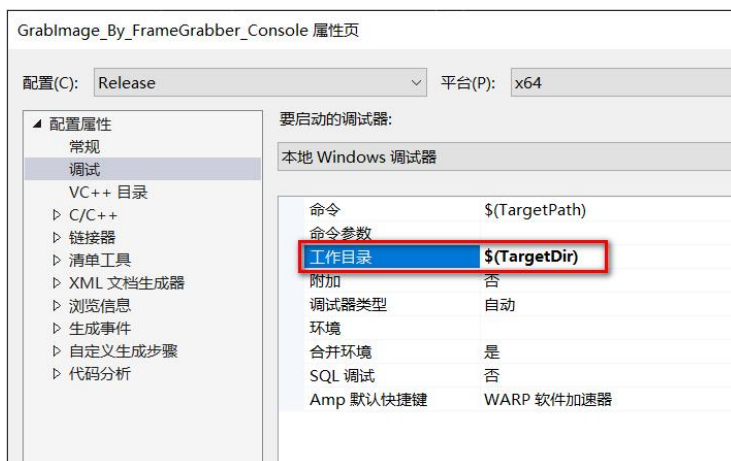 GrabImage_By_FrameGrabber_Console 属性页
配置(C): Release 平台(P): x64
配置属性
常规
调试
VC++ 目录
C/C++
链接器
清单工具
XML 文档生成器
浏览信息
生成事件
自定义生成步骤
代码分析
要启动的调试器:
本地 Windows 调试器
命令 $(TargetPath)
命令参数
工作目录 $(TargetDir)
附加 否
调试器类型 自动
环境
合并环境 是
SQL 调试 否
Amp 默认快捷键 WARP 软件加速器